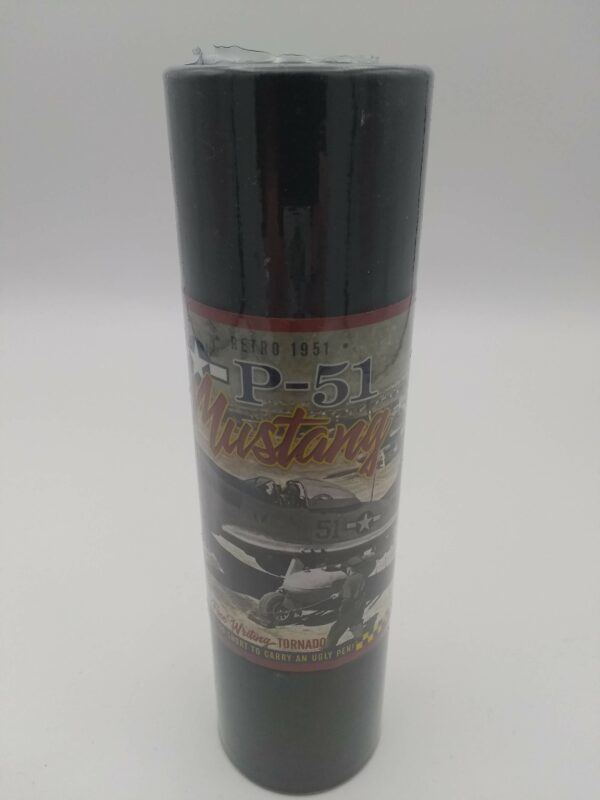 RETRO 1951 •
P-51
Mustang
51
Writing TORNADO
TO CARRY AN UGLY PEN!